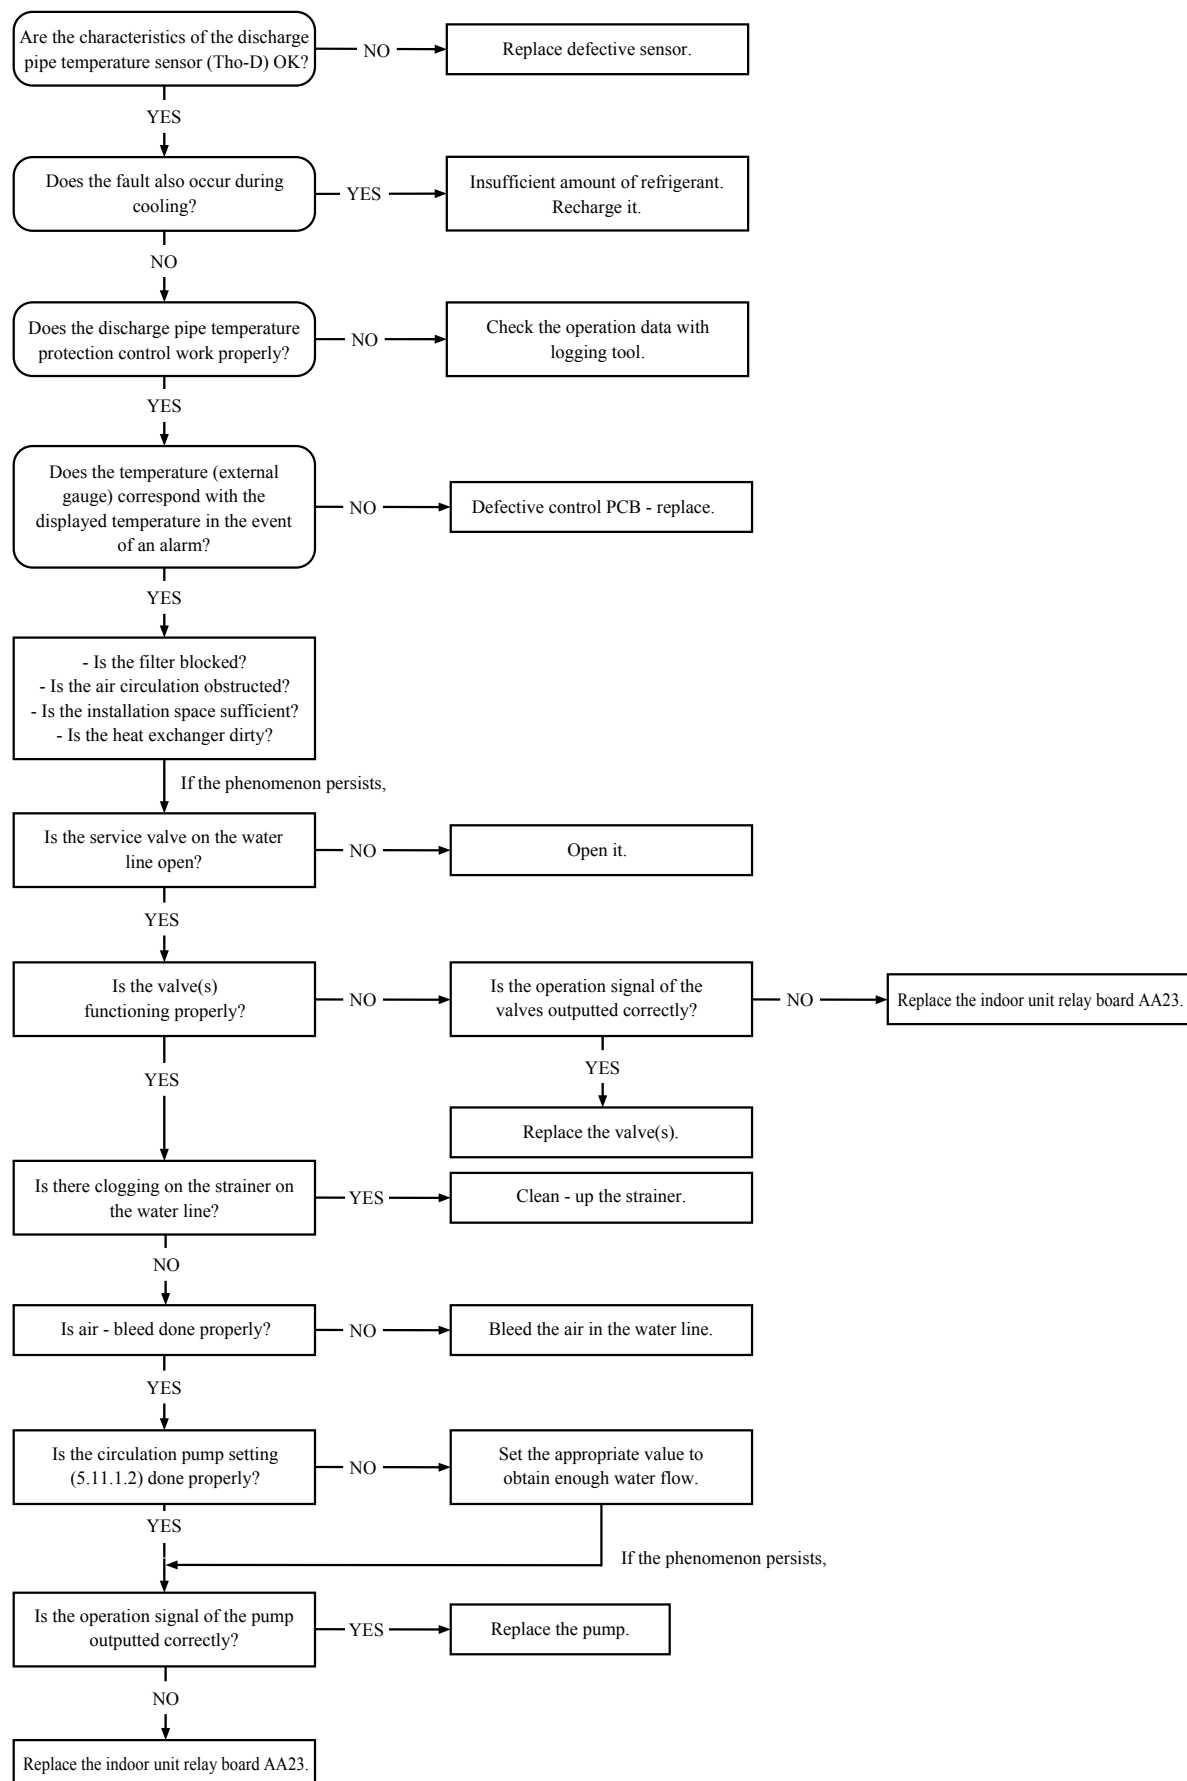 Are the characteristics of the discharge
pipe temperature sensor (Tho-D) OK?
NO
Replace defective sensor.
YES
Does the fault also occur during
cooling?
YES
Insufficient amount of refrigerant.
Recharge it.
NO
Does the discharge pipe temperature
protection control work properly?
NO
Check the operation data with
logging tool.
YES
Does the temperature (external
gauge) correspond with the
displayed temperature in the event
of an alarm?
NO
Defective control PCB - replace.
YES
- Is the filter blocked?
- Is the air circulation obstructed?
- Is the installation space sufficient?
- Is the heat exchanger dirty?
If the phenomenon persists,
Is the service valve on the water
line open?
NO
Open it.
YES
Is the valve(s)
functioning properly?
NO
Is the operation signal of the
valves outputted correctly?
NO
Replace the indoor unit relay board AA23.
YES
Replace the valve(s).
YES
Is there clogging on the strainer on
the water line?
YES
Clean - up the strainer.
NO
Is air - bleed done properly?
NO
Bleed the air in the water line.
YES
Is the circulation pump setting
(5.11.1.2) done properly?
NO
Set the appropriate value to
obtain enough water flow.
YES
If the phenomenon persists,
Is the operation signal of the pump
outputted correctly?
YES
Replace the pump.
NO
Replace the indoor unit relay board AA23.